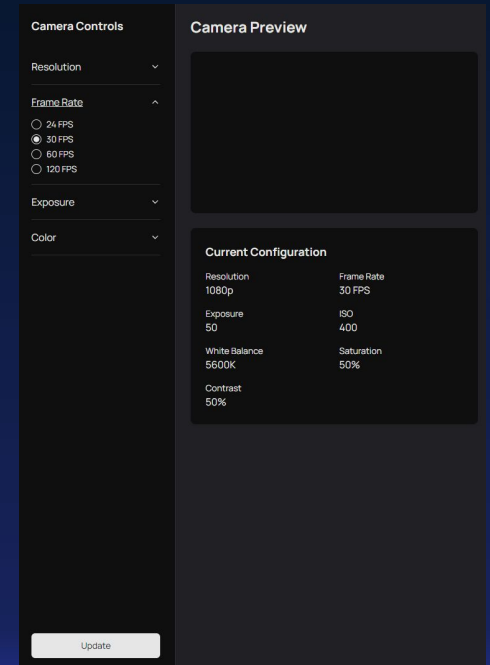 Camera Controls
Resolution
Frame Rate
24 FPS
30 FPS
60 FPS
120 FPS
Exposure
Color
Update
Camera Preview
Current Configuration
Resolution
1080p
Frame Rate
30 FPS
Exposure
50
ISO
400
White Balance
5600K
Saturation
50%
Contrast
50%